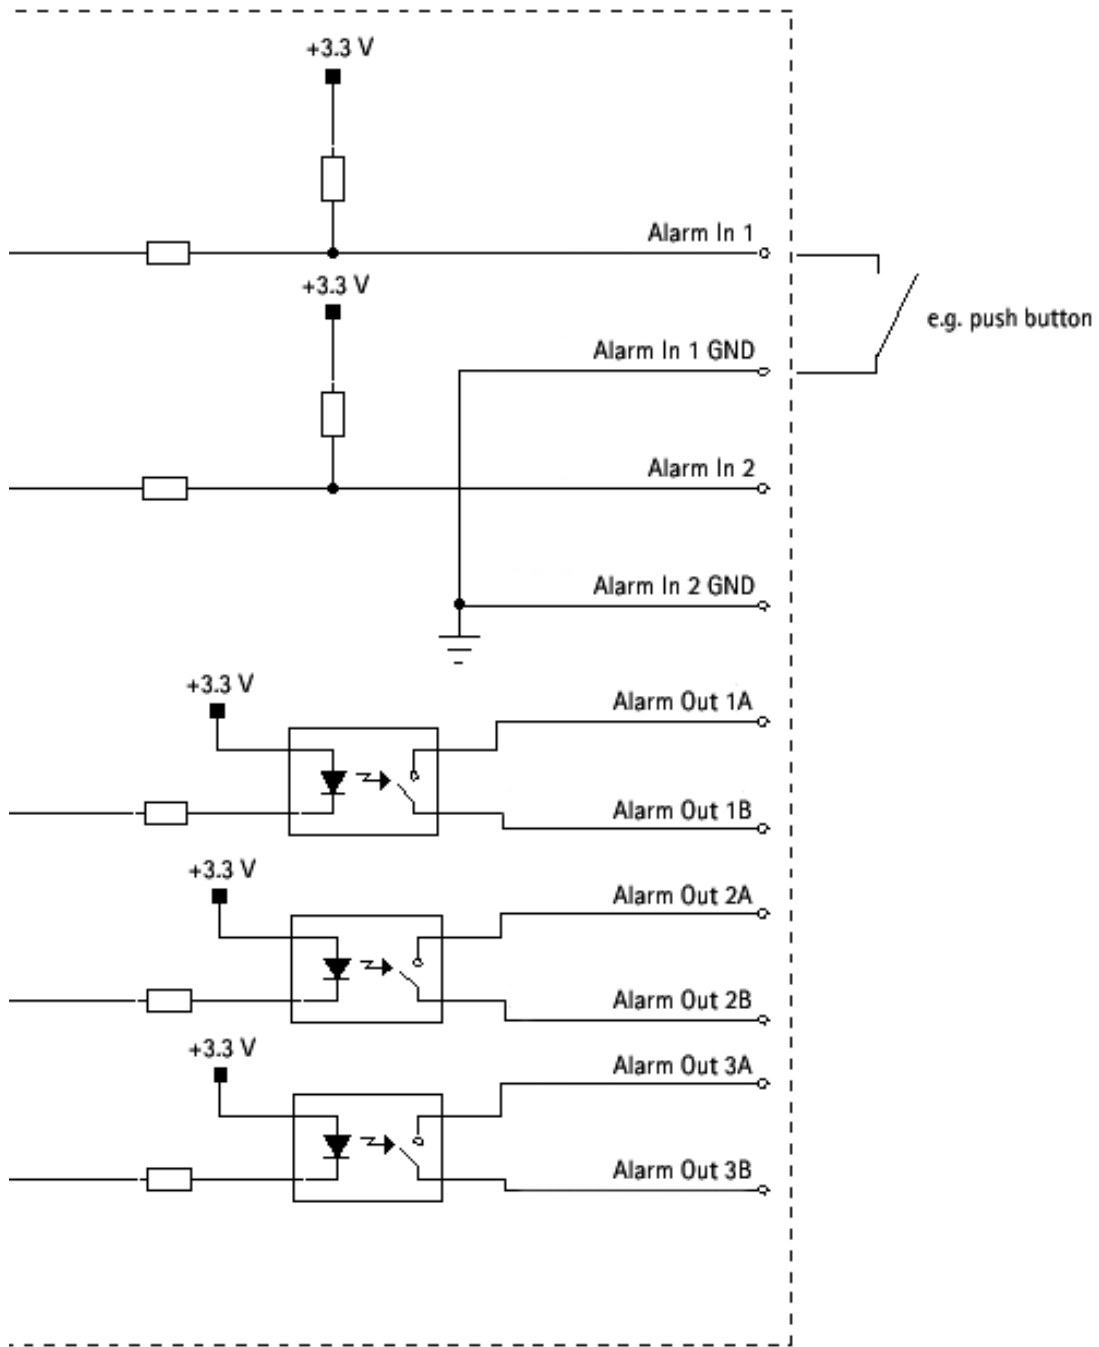 +3.3 V
Alarm In 1
+3.3 V
e.g. push button
Alarm In 1 GND
Alarm In 2
Alarm In 2 GND
+3.3 V
Alarm Out 1A
Alarm Out 1B
+3.3 V
Alarm Out 2A
Alarm Out 2B
+3.3 V
Alarm Out 3A
Alarm Out 3B